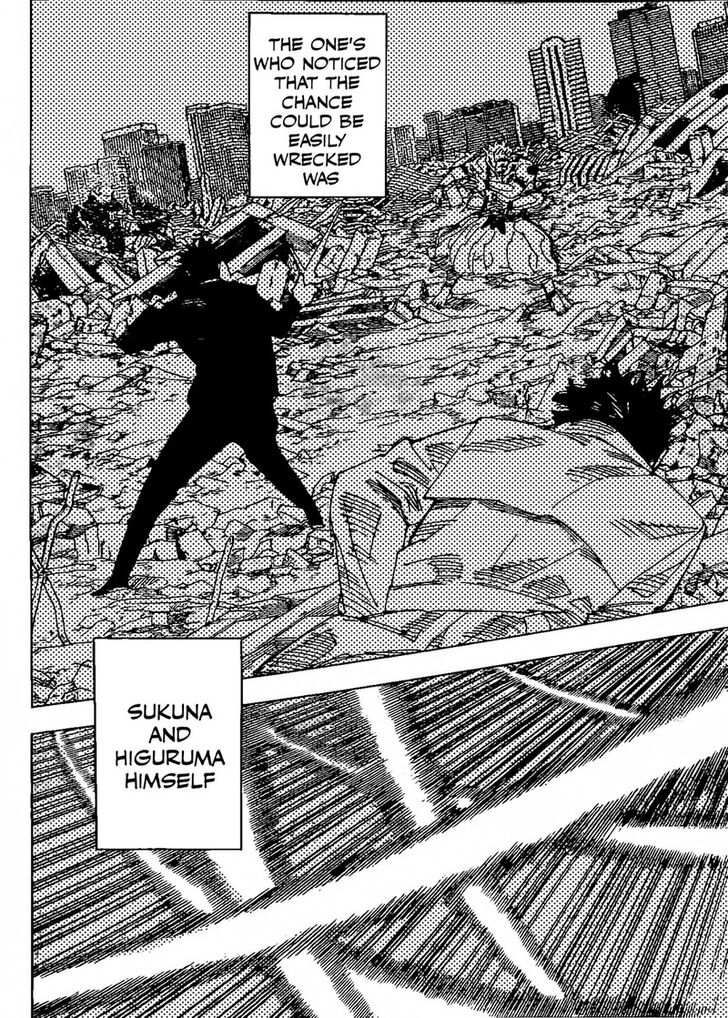 THE ONE'S
WHO NOTICED
THAT THE
CHANCE
COULD BE
EASILY
WRECKED
WAS
SUKUNA
AND
HIGURUMA
HIMSELF